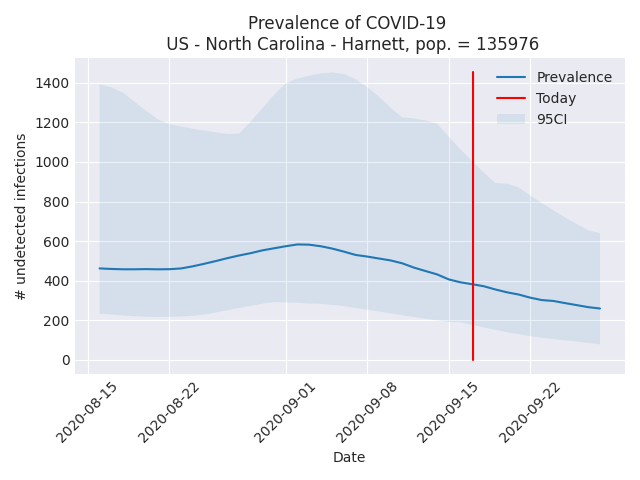 Prevalence of COVID-19
US - North Carolina - Harnett, pop. = 135976
Prevalence
Today
95CI
# undetected infections
1400
1200
1000
800
600
400
200
0
2020-08-15
2020-08-22
2020-09-01
2020-09-08
2020-09-15
2020-09-22
Date